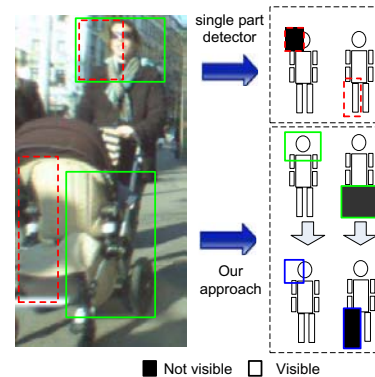 single part
detector
Our
approach
Not visible
Visible